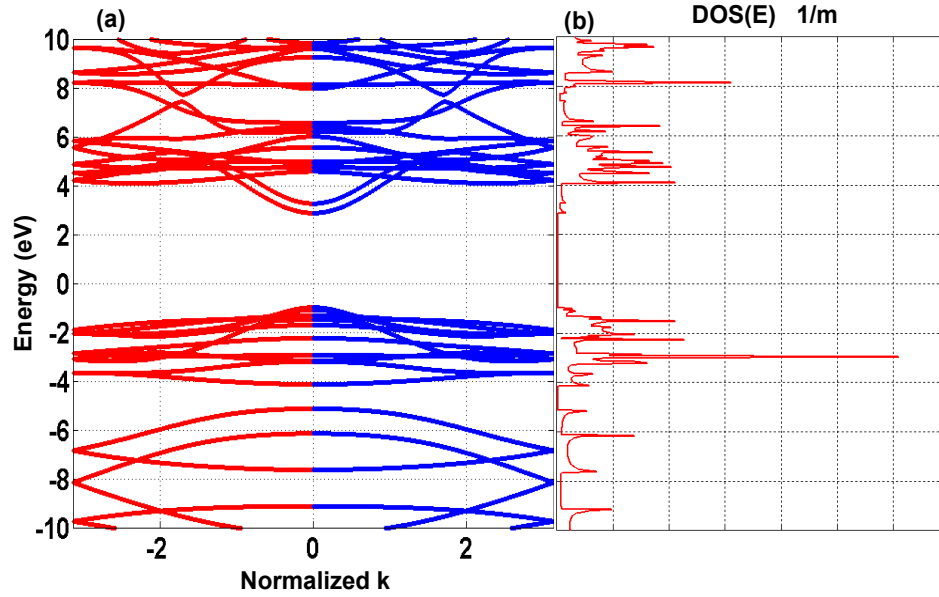 (a)
(b)
DOS(E) 1/m
10
8
6
4
2
0
-2
-4
-6
-8
-10
Energy (eV)
-2
0
2
Normalized k